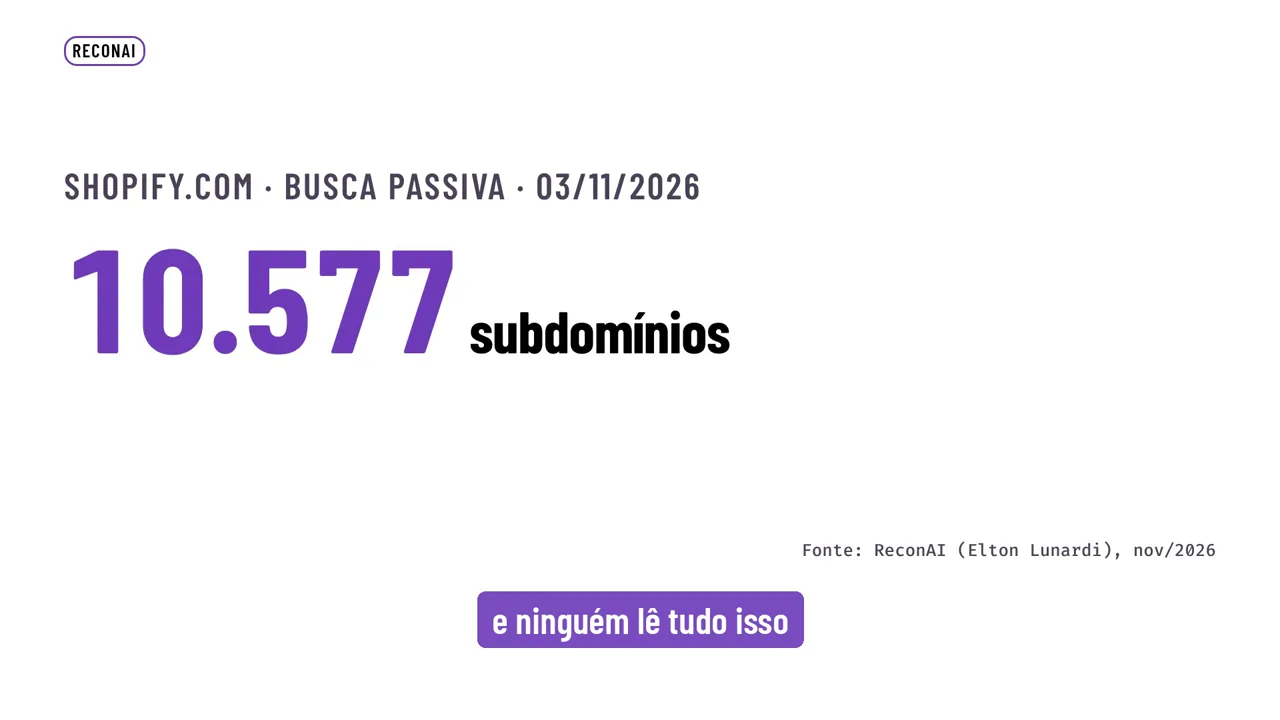 RECONAI
SHOPIFY.COM · BUSCA PASSIVA · 03/11/2026
10.577 subdomínios
Fonte: ReconAI (Elton Lunardi), nov/2026
e ninguém lê tudo isso